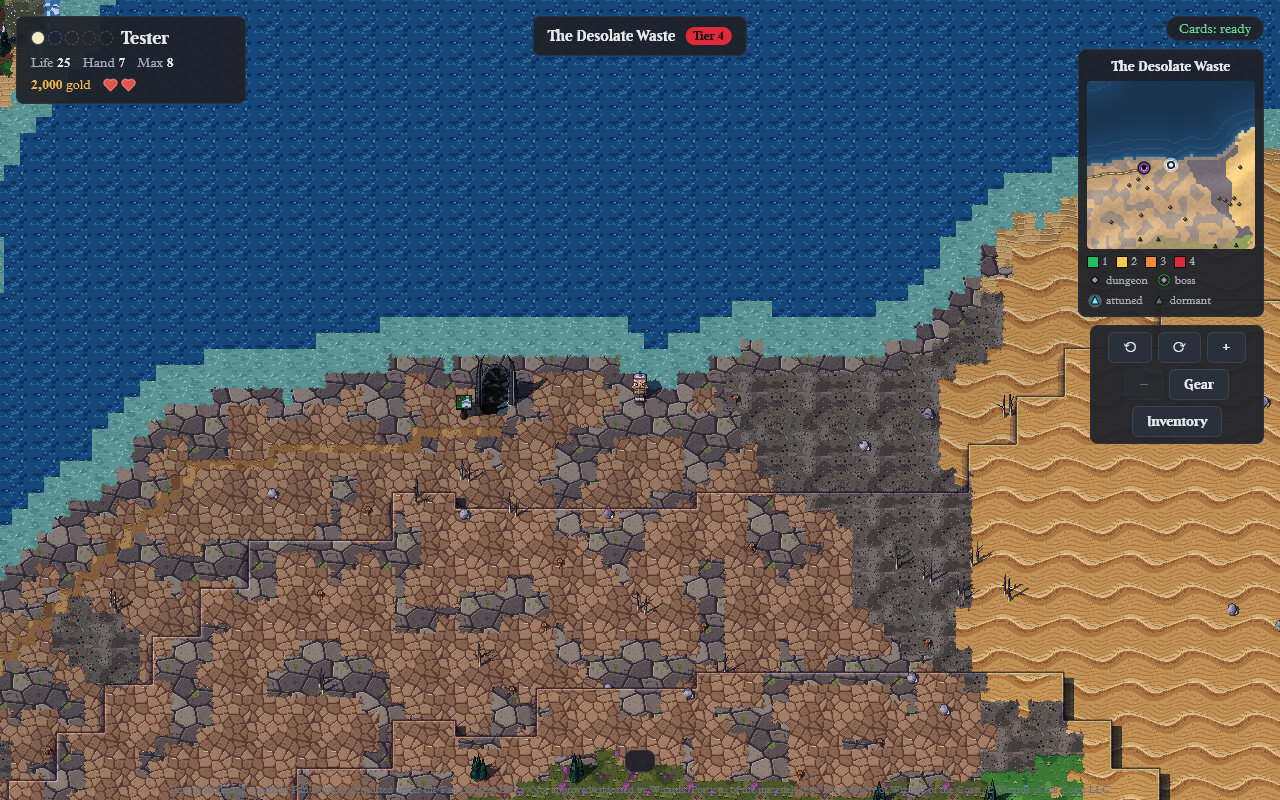 Tester
Life 25 Hand 7 Max 8
2,000 gold
The Desolate Waste Tier 4
Cards: ready
The Desolate Waste
1 2 3 4
dungeon boss
attuned dormant
+
−
Gear
Inventory